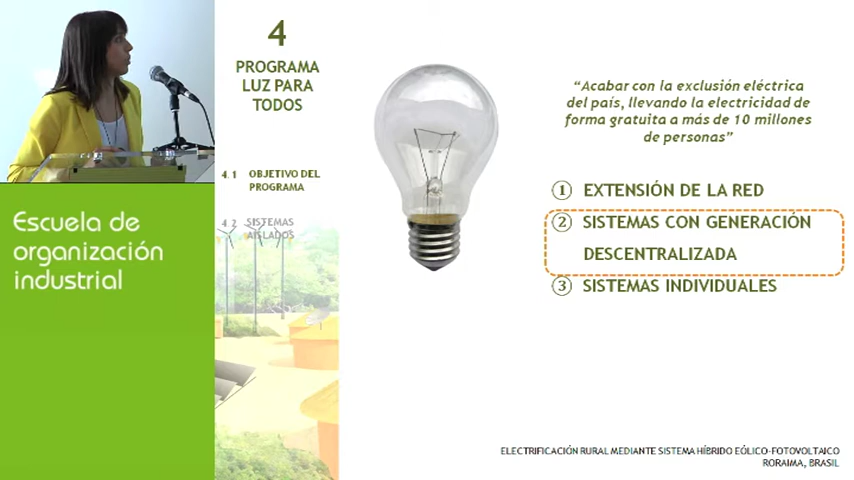 4
PROGRAMA
LUZ PARA
TODOS
4.1 OBJETIVO DEL
PROGRAMA
4.2 SISTEMAS
AISLADOS
Escuela de
organización
industrial
“Acabar con la exclusión eléctrica
del país, llevando la electricidad de
forma gratuita a más de 10 millones
de personas”
1 EXTENSIÓN DE LA RED
2 SISTEMAS CON GENERACIÓN
DESCENTRALIZADA
3 SISTEMAS INDIVIDUALES
ELECTRIFICACIÓN RURAL MEDIANTE SISTEMA HÍBRIDO EÓLICO-FOTOVOLTAICO
RORAIMA, BRASIL